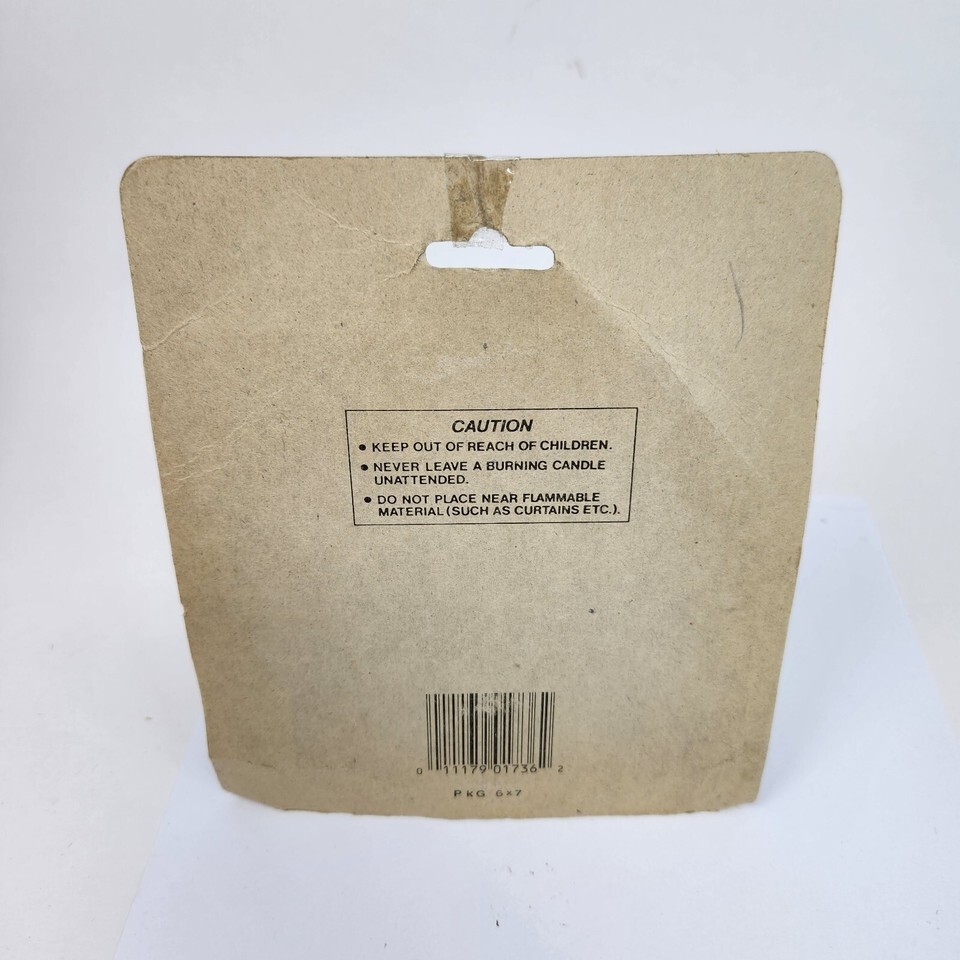 CAUTION
• KEEP OUT OF REACH OF CHILDREN.
• NEVER LEAVE A BURNING CANDLE
UNATTENDED.
• DO NOT PLACE NEAR FLAMMABLE
MATERIAL (SUCH AS CURTAINS ETC.).
0 11179 01736 2
PKG 6x7